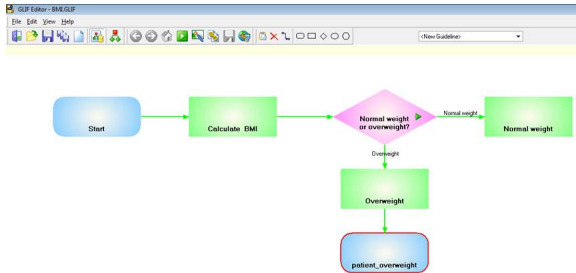 GLIF Editor - BMI.GLIF
File Edit View Help
<New Guideline>
Start
Calculate BMI
Normal weight
or overweight?
Normal weight
Normal weight
Overweight
Overweight
patient_overweight